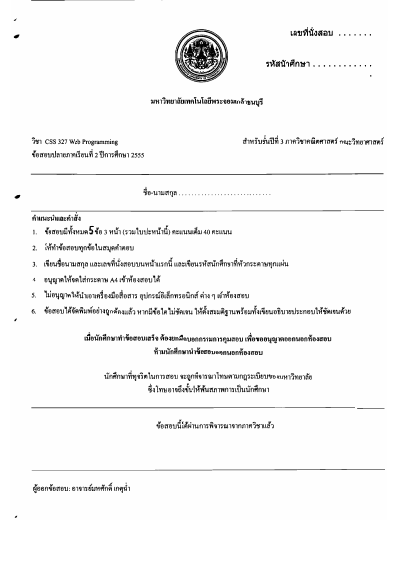 เลขที่นั่งสอบ . . . . . . .
รหัสนักศึกษา . . . . . . . . . . . .
มหาวิทยาลัยเทคโนโลยีพระจอมเกล้าธนบุรี
วิชา CSS 327 Web Programming สำหรับชั้นปีที่ 3 ภาควิชาคณิตศาสตร์ คณะวิทยาศาสตร์
ข้อสอบปลายภาคเรียนที่ 2 ปีการศึกษา 2555
ชื่อ-นามสกุล . . . . . . . . . . . . . . . . . . . . . . . . . . . .
คำแนะนำและคำสั่ง
1. ข้อสอบมีทั้งหมด 5 ข้อ 3 หน้า (รวมใบปะหน้านี้) คะแนนเต็ม 40 คะแนน
2. ให้ทำข้อสอบทุกข้อในสมุดคำตอบ
3. เขียนชื่อนามสกุล และเลขที่นั่งสอบบนหน้าแรกนี้ และเขียนรหัสนักศึกษาที่หัวกระดาษทุกแผ่น
4 อนุญาตให้จดใส่กระดาษ A4 เข้าห้องสอบได้
5. ไม่อนุญาตให้นำเอาเครื่องมือสื่อสาร อุปกรณ์อิเล็กทรอนิกส์ ต่าง ๆ เข้าห้องสอบ
6. ข้อสอบได้จัดพิมพ์อย่างถูกต้องแล้ว หากมีข้อใดไม่ชัดเจน ให้ตั้งสมมติฐานพร้อมทั้งเขียนอธิบายประกอบให้ชัดเจนด้วย
เมื่อนักศึกษาทำข้อสอบเสร็จ ต้องยกมือบอกกรรมการคุมสอบ เพื่อขออนุญาตออกนอกห้องสอบ
ห้ามนักศึกษานำข้อสอบออกนอกห้องสอบ
นักศึกษาที่ทุจริตในการสอบ จะถูกพิจารณาโทษตามกฎระเบียบของมหาวิทยาลัย
ซึ่งโทษอาจถึงขั้นให้พ้นสภาพการเป็นนักศึกษา
ข้อสอบนี้ได้ผ่านการพิจารณาจากภาควิชาแล้ว
ผู้ออกข้อสอบ: อาจารย์มหศักดิ์ เกตุฉ่ำ